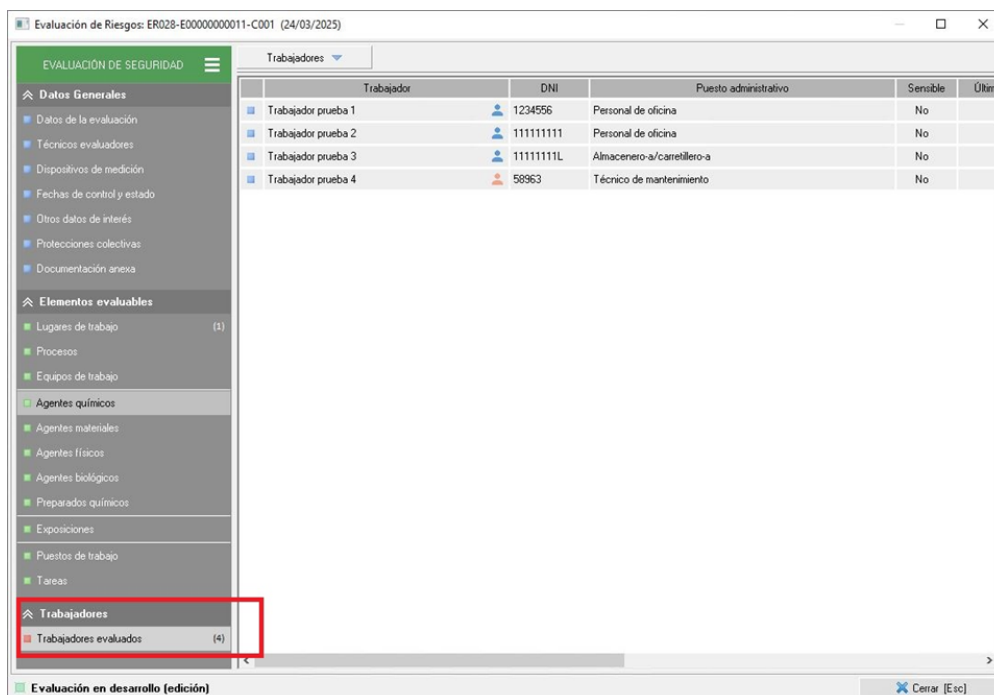 Evaluación de Riesgos: ER028-E00000000011-C001 (24/03/2025)
EVALUACIÓN DE SEGURIDAD
Datos Generales
Datos de la evaluación
Técnicos evaluadores
Dispositivos de medición
Fechas de control y estado
Otros datos de interés
Protecciones colectivas
Documentación anexa
Elementos evaluables
Lugares de trabajo (1)
Procesos
Equipos de trabajo
Agentes químicos
Agentes materiales
Agentes físicos
Agentes biológicos
Preparados químicos
Exposiciones
Puestos de trabajo
Tareas
Trabajadores
Trabajadores evaluados (4)
Trabajadores
Trabajador DNI Puesto administrativo Sensible Últim
Trabajador prueba 1 1234556 Personal de oficina No
Trabajador prueba 2 111111111 Personal de oficina No
Trabajador prueba 3 11111111L Almacenero-a/carretillero-a No
Trabajador prueba 4 58963 Técnico de mantenimiento No
Evaluación en desarrollo (edición)
Cerrar [Esc]